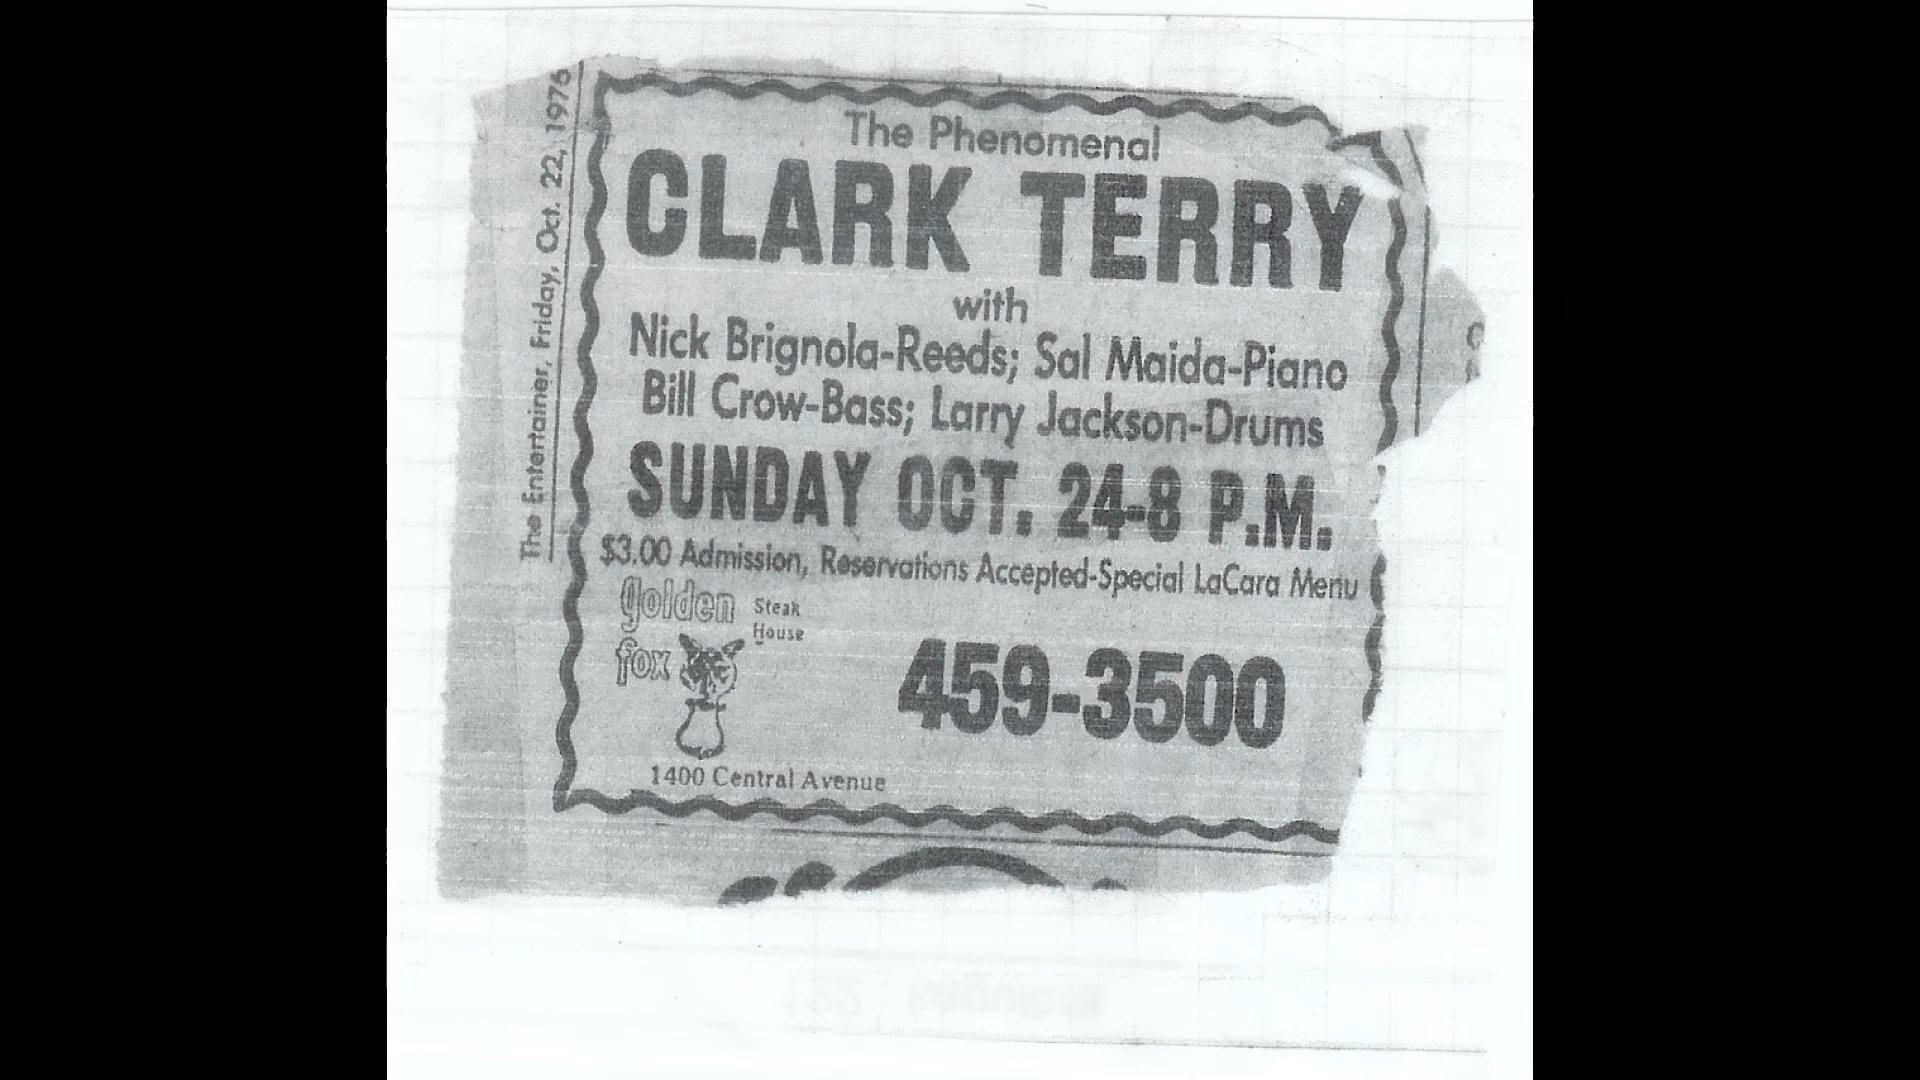 The Entertainer, Friday, Oct. 22, 1976
The Phenomenal
CLARK TERRY
with
Nick Brignola-Reeds; Sal Maida-Piano
Bill Crow-Bass; Larry Jackson-Drums
SUNDAY OCT. 24-8 P.M.
$3.00 Admission, Reservations Accepted-Special LaCara Menu
golden Steak
House
fox
459-3500
1400 Central Avenue